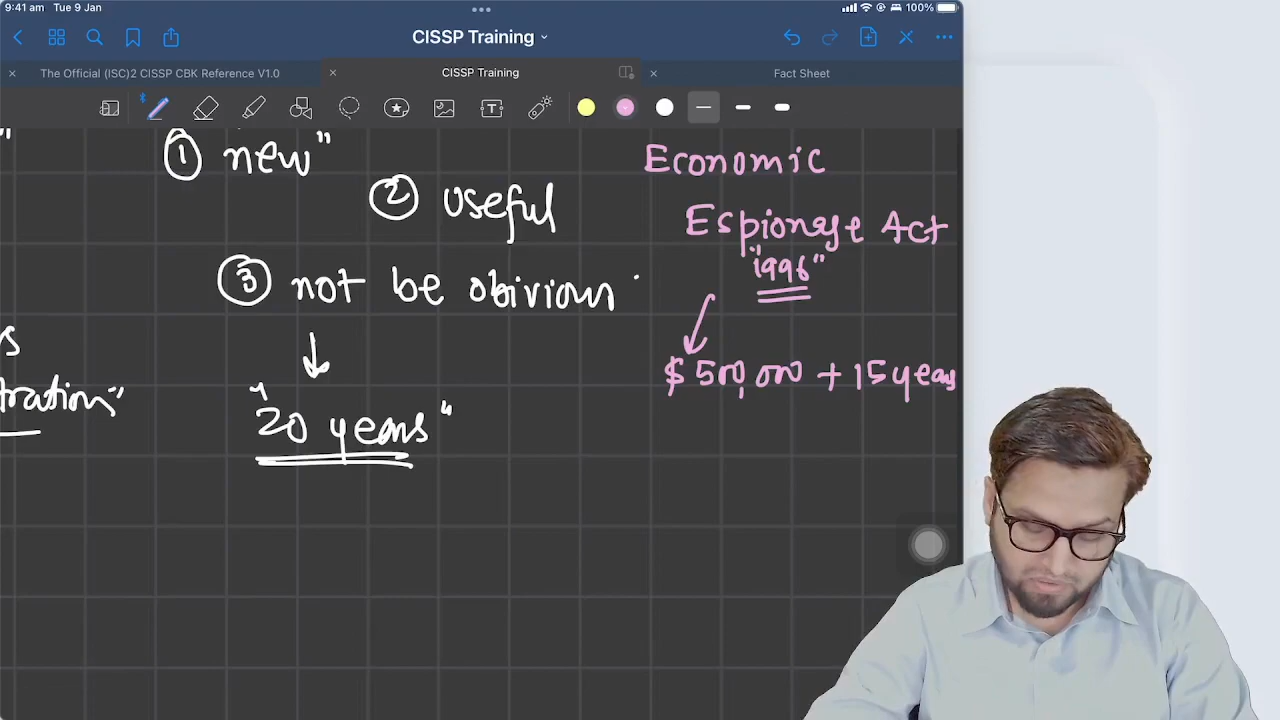 9:41 am Tue 9 Jan
100%
CISSP Training
The Official (ISC)2 CISSP CBK Reference V1.0
CISSP Training
Fact Sheet
T
① new"
② useful
③ not be obivious
"20 years"
s
tration"
Economic
Espionage Act
"1996"
$500,000 + 15 years